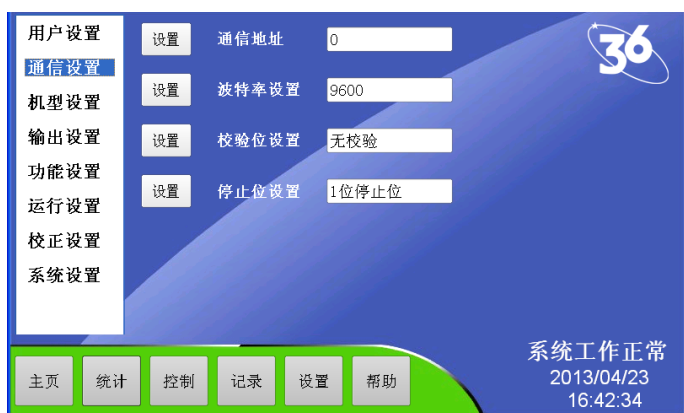 用户设置
通信设置
机型设置
输出设置
功能设置
运行设置
校正设置
系统设置
设置 通信地址 0
设置 波特率设置 9600
设置 校验位设置 无校验
设置 停止位设置 1位停止位
36
系统工作正常
2013/04/23
16:42:34
主页 统计 控制 记录 设置 帮助